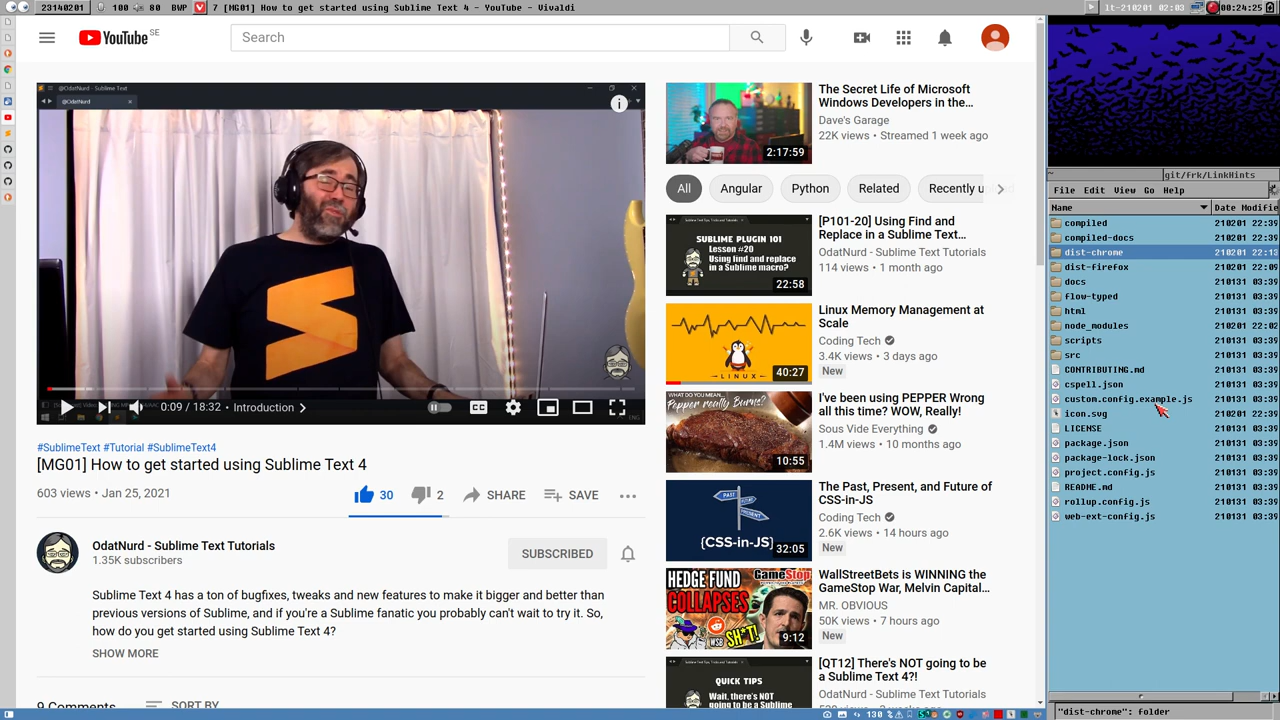 23140201
100
80
BWP
7 [MG01] How to get started using Sublime Text 4 - YouTube - Vivaldi
lt-210201 02:03
00:24:25
YouTube SE
Search
@OdatNurd - Sublime Text
@OdatNurd
0:09 / 18:32
Introduction
CC
#SublimeText #Tutorial #SublimeText4
[MG01] How to get started using Sublime Text 4
603 views • Jan 25, 2021
30
2
SHARE
SAVE
OdatNurd - Sublime Text Tutorials
1.35K subscribers
SUBSCRIBED
Sublime Text 4 has a ton of bugfixes, tweaks and new features to make it bigger and better than
previous versions of Sublime, and if you're a Sublime fanatic you probably can't wait to try it. So,
how do you get started using Sublime Text 4?
SHOW MORE
9 Comments
SORT BY
2:17:59
The Secret Life of Microsoft
Windows Developers in the…
Dave's Garage
22K views • Streamed 1 week ago
All
Angular
Python
Related
Recently
SUBLIME PLUGIN 101
Lesson #20
Using find and replace
in a Sublime macro?
22:58
[P101-20] Using Find and
Replace in a Sublime Text…
OdatNurd - Sublime Text Tutorials
114 views • 1 month ago
LINUX
40:27
Linux Memory Management at
Scale
Coding Tech
3.4K views • 3 days ago
New
WHAT DO YOU MEAN...
Pepper really Burns?
10:55
I've been using PEPPER Wrong
all this time? WOW, Really!
Sous Vide Everything
1.4M views • 10 months ago
PAST
PRESENT
FUTURE
{CSS-in-JS}
32:05
The Past, Present, and Future of
CSS-in-JS
Coding Tech
2.6K views • 14 hours ago
New
HEDGE FUND
COLLAPSES
GameStop
WSB
SH*T!
9:12
WallStreetBets is WINNING the
GameStop War, Melvin Capital…
MR. OBVIOUS
50K views • 7 hours ago
New
QUICK TIPS
Wait, there's NOT
[QT12] There's NOT going to be
a Sublime Text 4?!
OdatNurd - Sublime Text Tutorials
~
git/frk/LinkHints
File Edit View Go Help
Name
Date Modifie
compiled 210201 22:39
compiled-docs 210201 22:39
dist-chrome 210201 22:13
dist-firefox 210201 22:09
docs 210131 03:39
flow-typed 210131 03:39
html 210131 03:39
node_modules 210201 22:02
scripts 210131 03:39
src 210131 03:39
CONTRIBUTING.md 210131 03:39
cspell.json 210131 03:39
custom.config.example.js 210131 03:39
icon.svg 210201 22:39
LICENSE 210131 03:39
package.json 210131 03:39
package-lock.json 210131 03:39
project.config.js 210131 03:39
README.md 210131 03:39
rollup.config.js 210131 03:39
web-ext-config.js 210131 03:39
"dist-chrome": folder
130